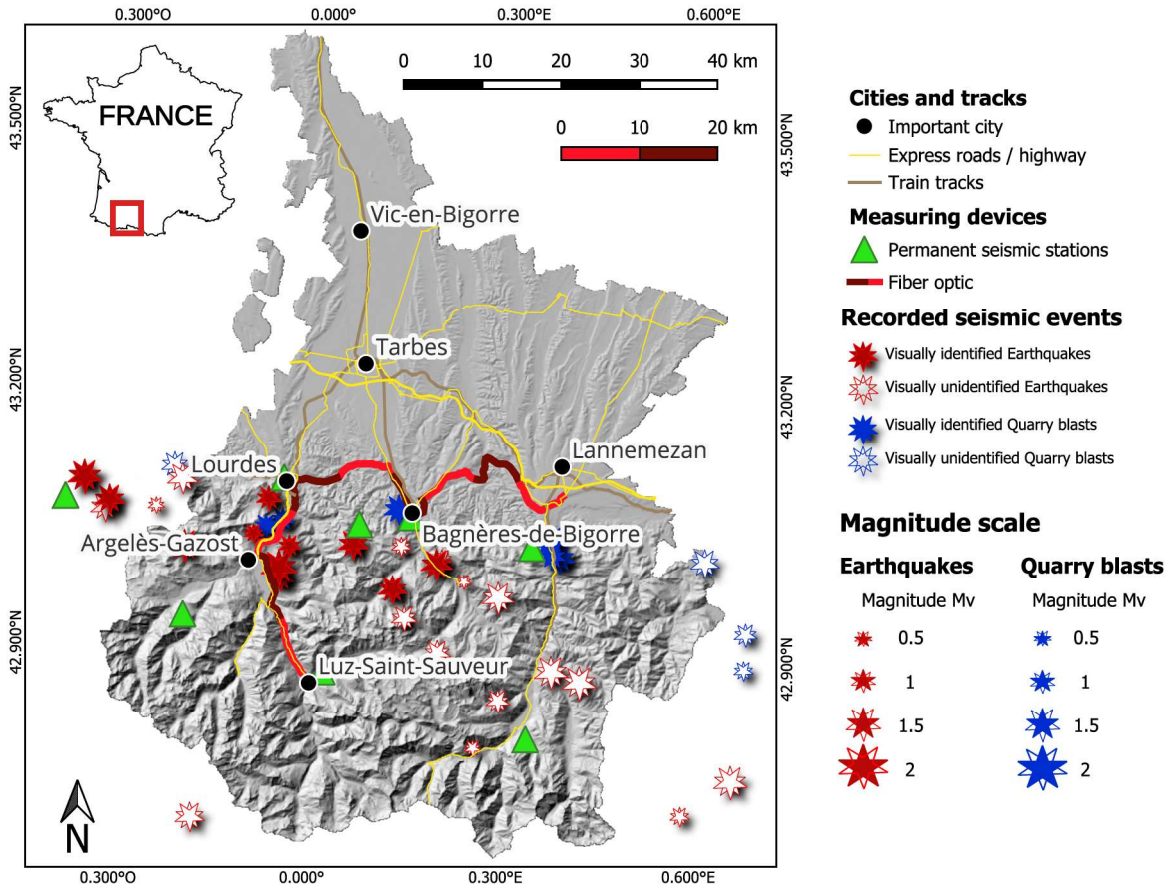 0.300°O 0.000° 0.300°E 0.600°E
FRANCE
0 10 20 30 40 km
0 10 20 km
43.500°N
43.500°N
43.200°N
43.200°N
42.900°N
42.900°N
Vic-en-Bigorre
Tarbes
Lannemezan
Lourdes
Bagnères-de-Bigorre
Argelès-Gazost
Luz-Saint-Sauveur
N
0.300°O 0.000° 0.300°E 0.600°E
Cities and tracks
Important city
Express roads / highway
Train tracks
Measuring devices
Permanent seismic stations
Fiber optic
Recorded seismic events
Visually identified Earthquakes
Visually unidentified Earthquakes
Visually identified Quarry blasts
Visually unidentified Quarry blasts
Magnitude scale
Earthquakes Quarry blasts
Magnitude Mv Magnitude Mv
0.5 0.5
1 1
1.5 1.5
2 2